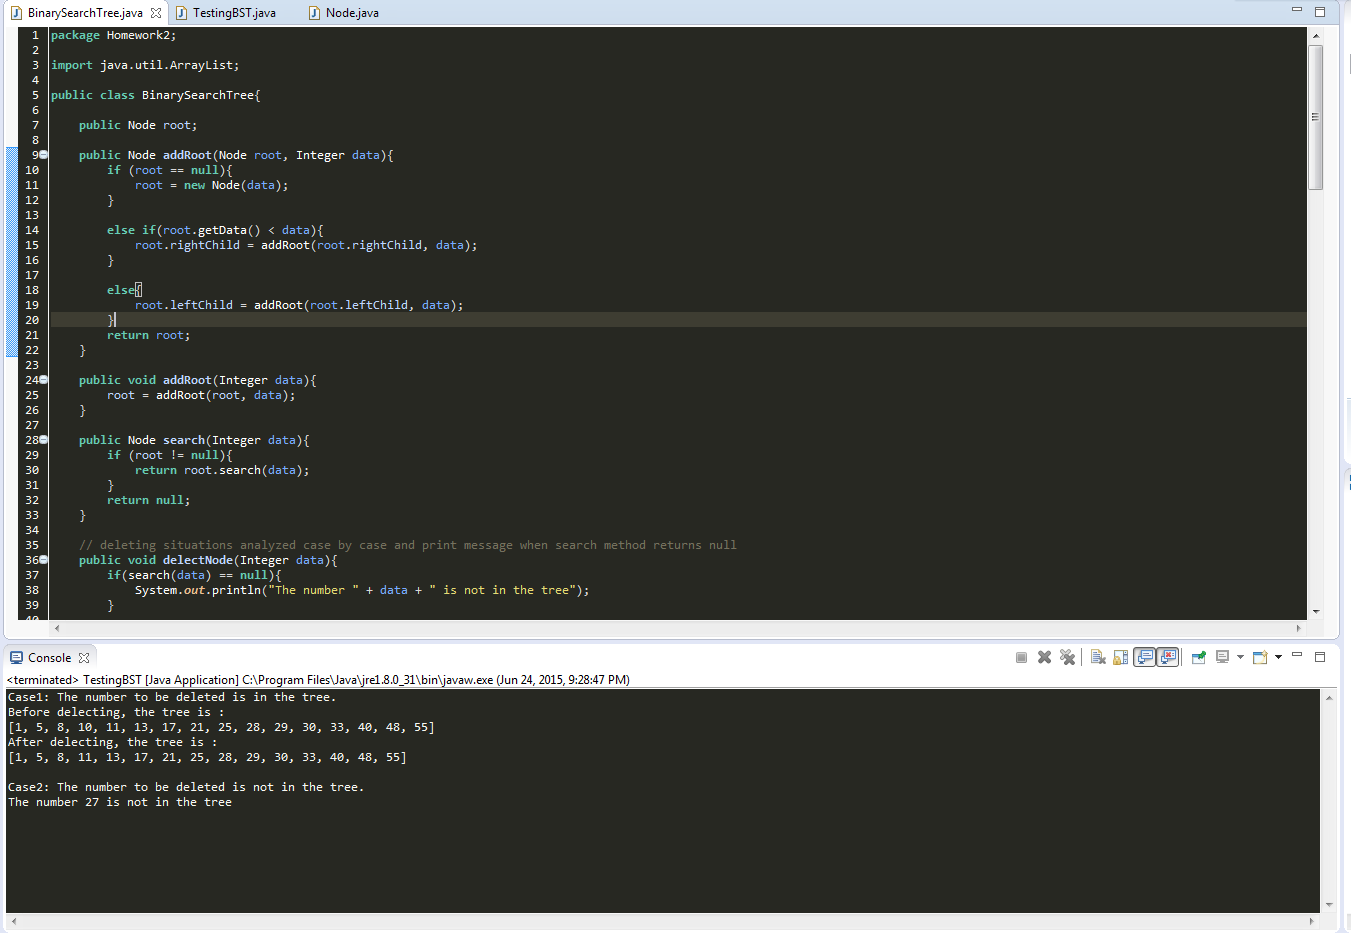 BinarySearchTree.java TestingBST.java Node.java
1 package Homework2;
2
3 import java.util.ArrayList;
4
5 public class BinarySearchTree{
6
7     public Node root;
8
9     public Node addRoot(Node root, Integer data){
10         if (root == null){
11             root = new Node(data);
12         }
13
14         else if(root.getData() < data){
15             root.rightChild = addRoot(root.rightChild, data);
16         }
17
18         else{
19             root.leftChild = addRoot(root.leftChild, data);
20         }
21         return root;
22     }
23
24     public void addRoot(Integer data){
25         root = addRoot(root, data);
26     }
27
28     public Node search(Integer data){
29         if (root != null){
30             return root.search(data);
31         }
32         return null;
33     }
34
35     // deleting situations analyzed case by case and print message when search method returns null
36     public void delectNode(Integer data){
37         if(search(data) == null){
38             System.out.println("The number " + data + " is not in the tree");
39         }
40
Console
<terminated> TestingBST [Java Application] C:\Program Files\Java\jre1.8.0_31\bin\javaw.exe (Jun 24, 2015, 9:28:47 PM)
Case1: The number to be deleted is in the tree.
Before delecting, the tree is :
[1, 5, 8, 10, 11, 13, 17, 21, 25, 28, 29, 30, 33, 40, 48, 55]
After delecting, the tree is :
[1, 5, 8, 11, 13, 17, 21, 25, 28, 29, 30, 33, 40, 48, 55]

Case2: The number to be deleted is not in the tree.
The number 27 is not in the tree